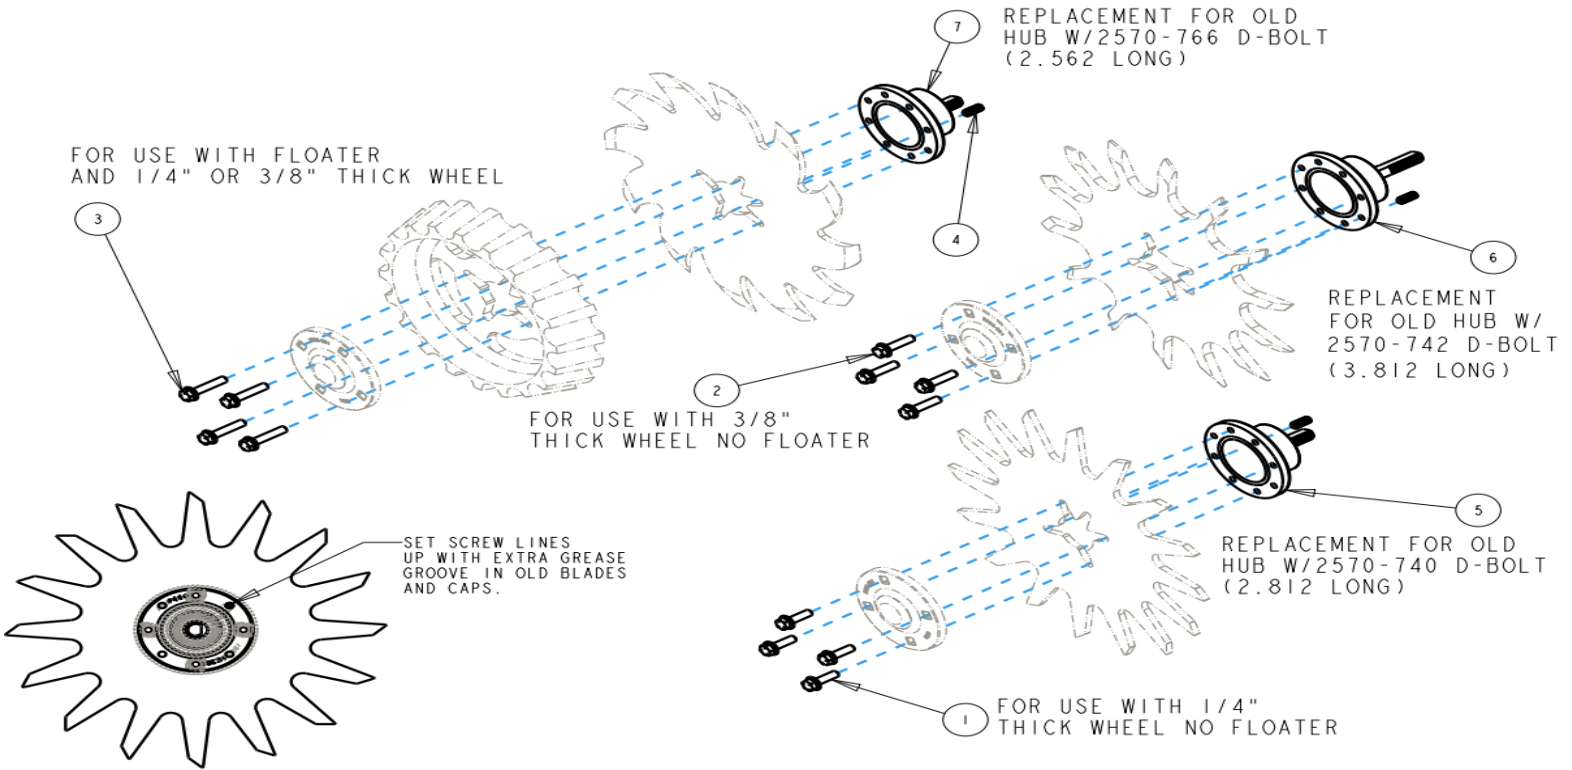 7
REPLACEMENT FOR OLD
HUB W/2570-766 D-BOLT
(2.562 LONG)
FOR USE WITH FLOATER
AND 1/4" OR 3/8" THICK WHEEL
3
4
6
REPLACEMENT
FOR OLD HUB W/
2570-742 D-BOLT
(3.812 LONG)
2
FOR USE WITH 3/8"
THICK WHEEL NO FLOATER
5
REPLACEMENT FOR OLD
HUB W/2570-740 D-BOLT
(2.812 LONG)
SET SCREW LINES
UP WITH EXTRA GREASE
GROOVE IN OLD BLADES
AND CAPS.
1
FOR USE WITH 1/4"
THICK WHEEL NO FLOATER